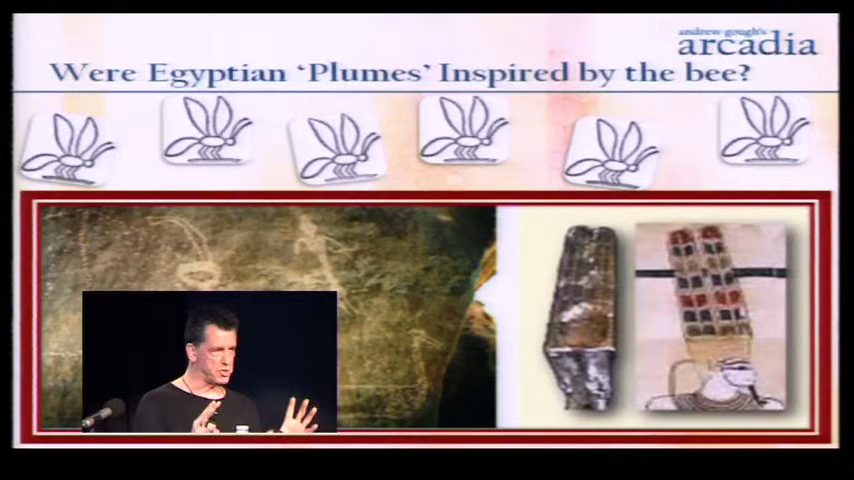 andrew gough's
arcadia
Were Egyptian ‘Plumes’ Inspired by the bee?